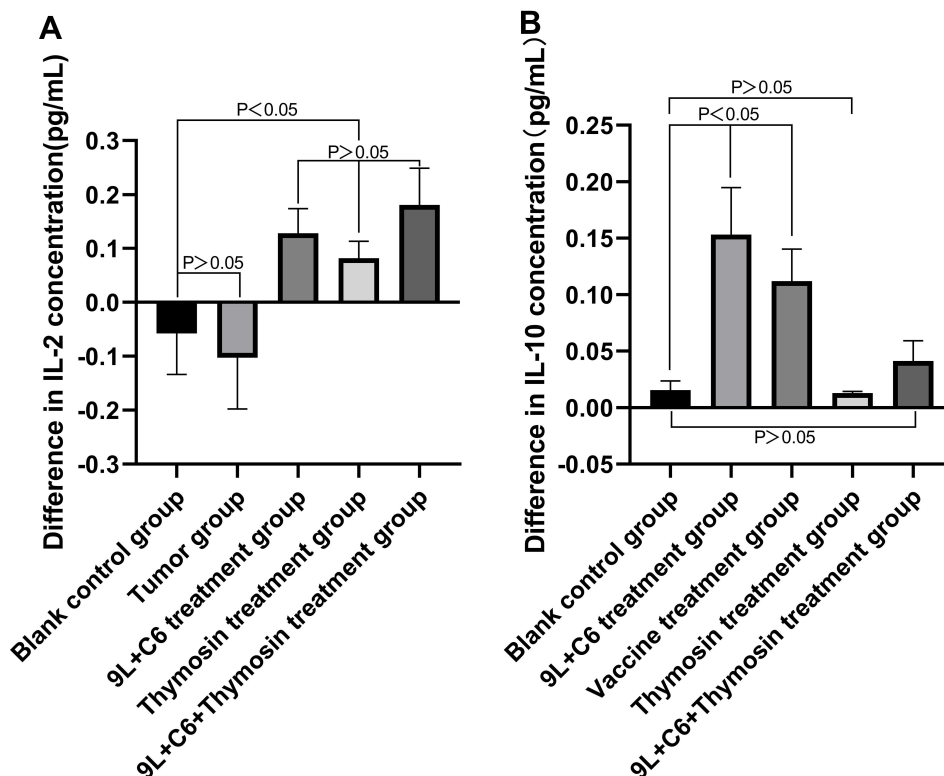 A
Difference in IL-2 concentration(pg/mL)
P＜0.05
P＞0.05
P＞0.05
0.3
0.2
0.1
0.0
-0.1
-0.2
-0.3
Blank control group
Tumor group
9L+C6 treatment group
Thymosin treatment group
9L+C6+Thymosin treatment group
B
Difference in IL-10 concentration（pg/mL）
P＞0.05
P＜0.05
0.25
0.20
0.15
0.10
0.05
0.00
-0.05
P＞0.05
Blank control group
9L+C6 treatment group
Vaccine treatment group
Thymosin treatment group
9L+C6+Thymosin treatment group